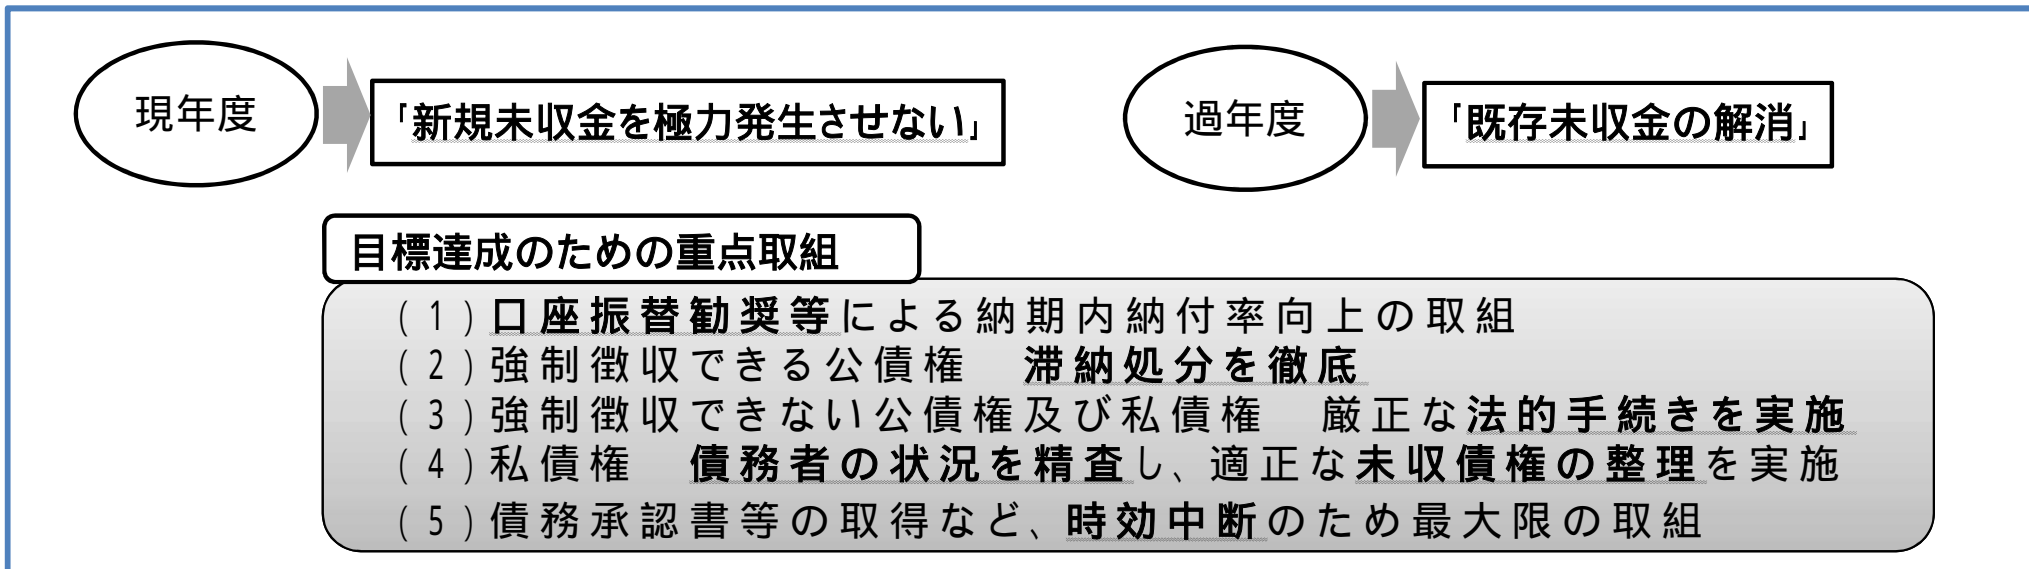 現年度
「新規未収金を極力発生させない」
過年度
「既存未収金の解消」
目標達成のための重点取組
(1)口座振替勧奨等による納期内納付率向上の取組
(2)強制徴収できる公債権　滞納処分を徹底
(3)強制徴収できない公債権及び私債権　厳正な法的手続きを実施
(4)私債権　債務者の状況を精査し、適正な未収債権の整理を実施
(5)債務承認書等の取得など、時効中断のため最大限の取組